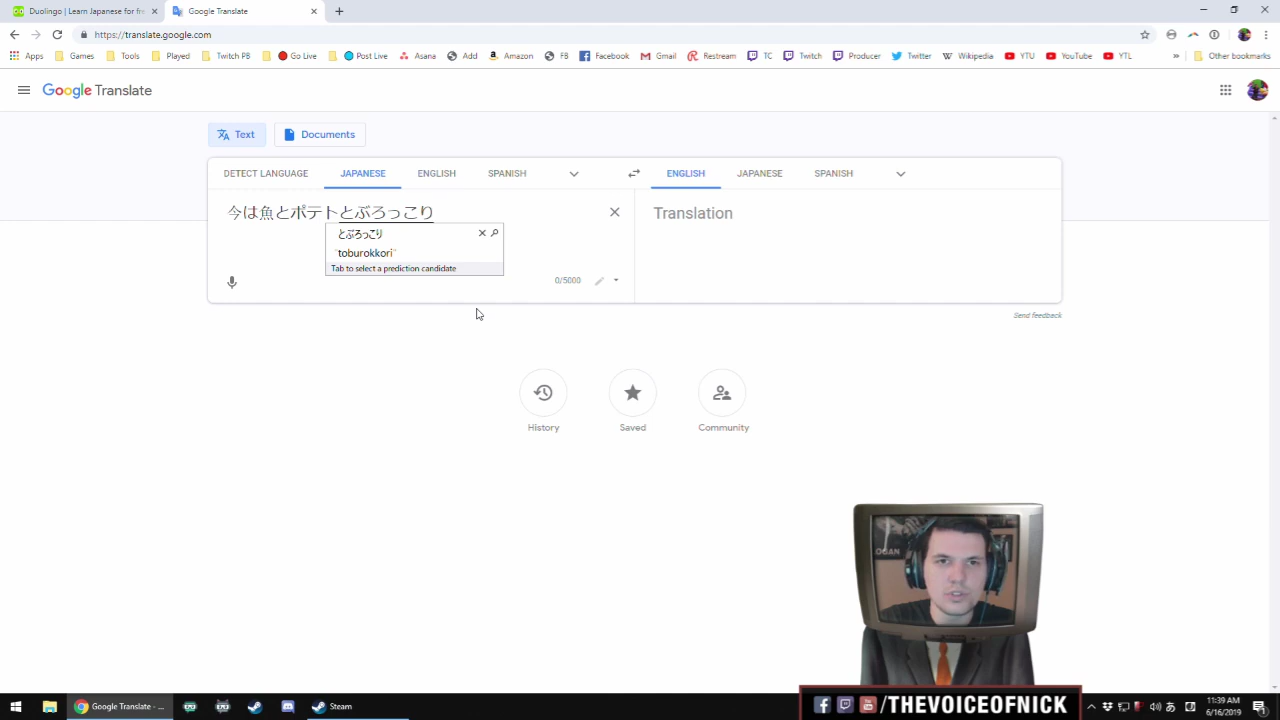 Duolingo | Learn Japanese for fre
Google Translate
https://translate.google.com
Apps Games Tools Played Twitch PB Go Live Post Live Asana Add Amazon FB Facebook Gmail Restream TC Twitch Producer Twitter Wikipedia YTU YouTube YTL » Other bookmarks
Google Translate
Text Documents
DETECT LANGUAGE JAPANESE ENGLISH SPANISH ENGLISH JAPANESE SPANISH
今は魚とポテトとぶろっこり
Translation
とぶろっこり
"toburokkori"
Tab to select a prediction candidate
0/5000
Send feedback
History Saved Community
/THEVOICEOFNICK
Google Translate - ... Steam
あ 11:39 AM
6/16/2019